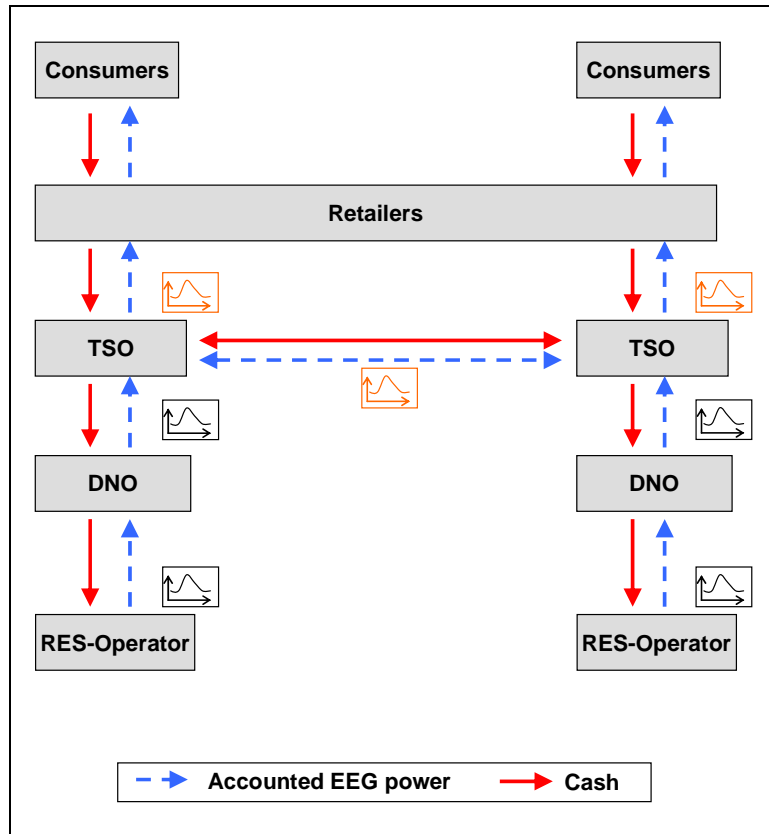 Consumers
Consumers
Retailers
TSO
TSO
DNO
DNO
RES-Operator
RES-Operator
Accounted EEG power
Cash